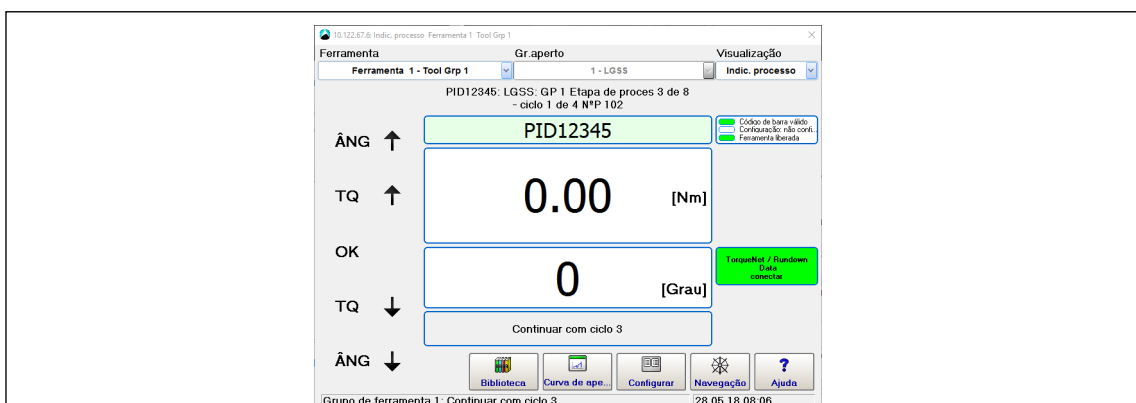 10.122.67.6: Indic. processo Ferramenta 1 Tool Grp 1
Ferramenta Gr.aperto Visualização
Ferramenta 1 - Tool Grp 1 1 - LGSS Indic. processo
PID12345: LGSS: GP 1 Etapa de proces 3 de 8
- ciclo 1 de 4 NºP 102
PID12345
Código de barra válido
Configuração: não confi..
Ferramenta liberada
ÂNG
TQ
0.00 [Nm]
OK
TorqueNet / Rundown
Data
conectar
0 [Grau]
TQ
Continuar com ciclo 3
ÂNG
Biblioteca Curva de ape... Configurar Navegação Ajuda
Grupo de ferramenta 1: Continuar com ciclo 3 28.05.18 08:06